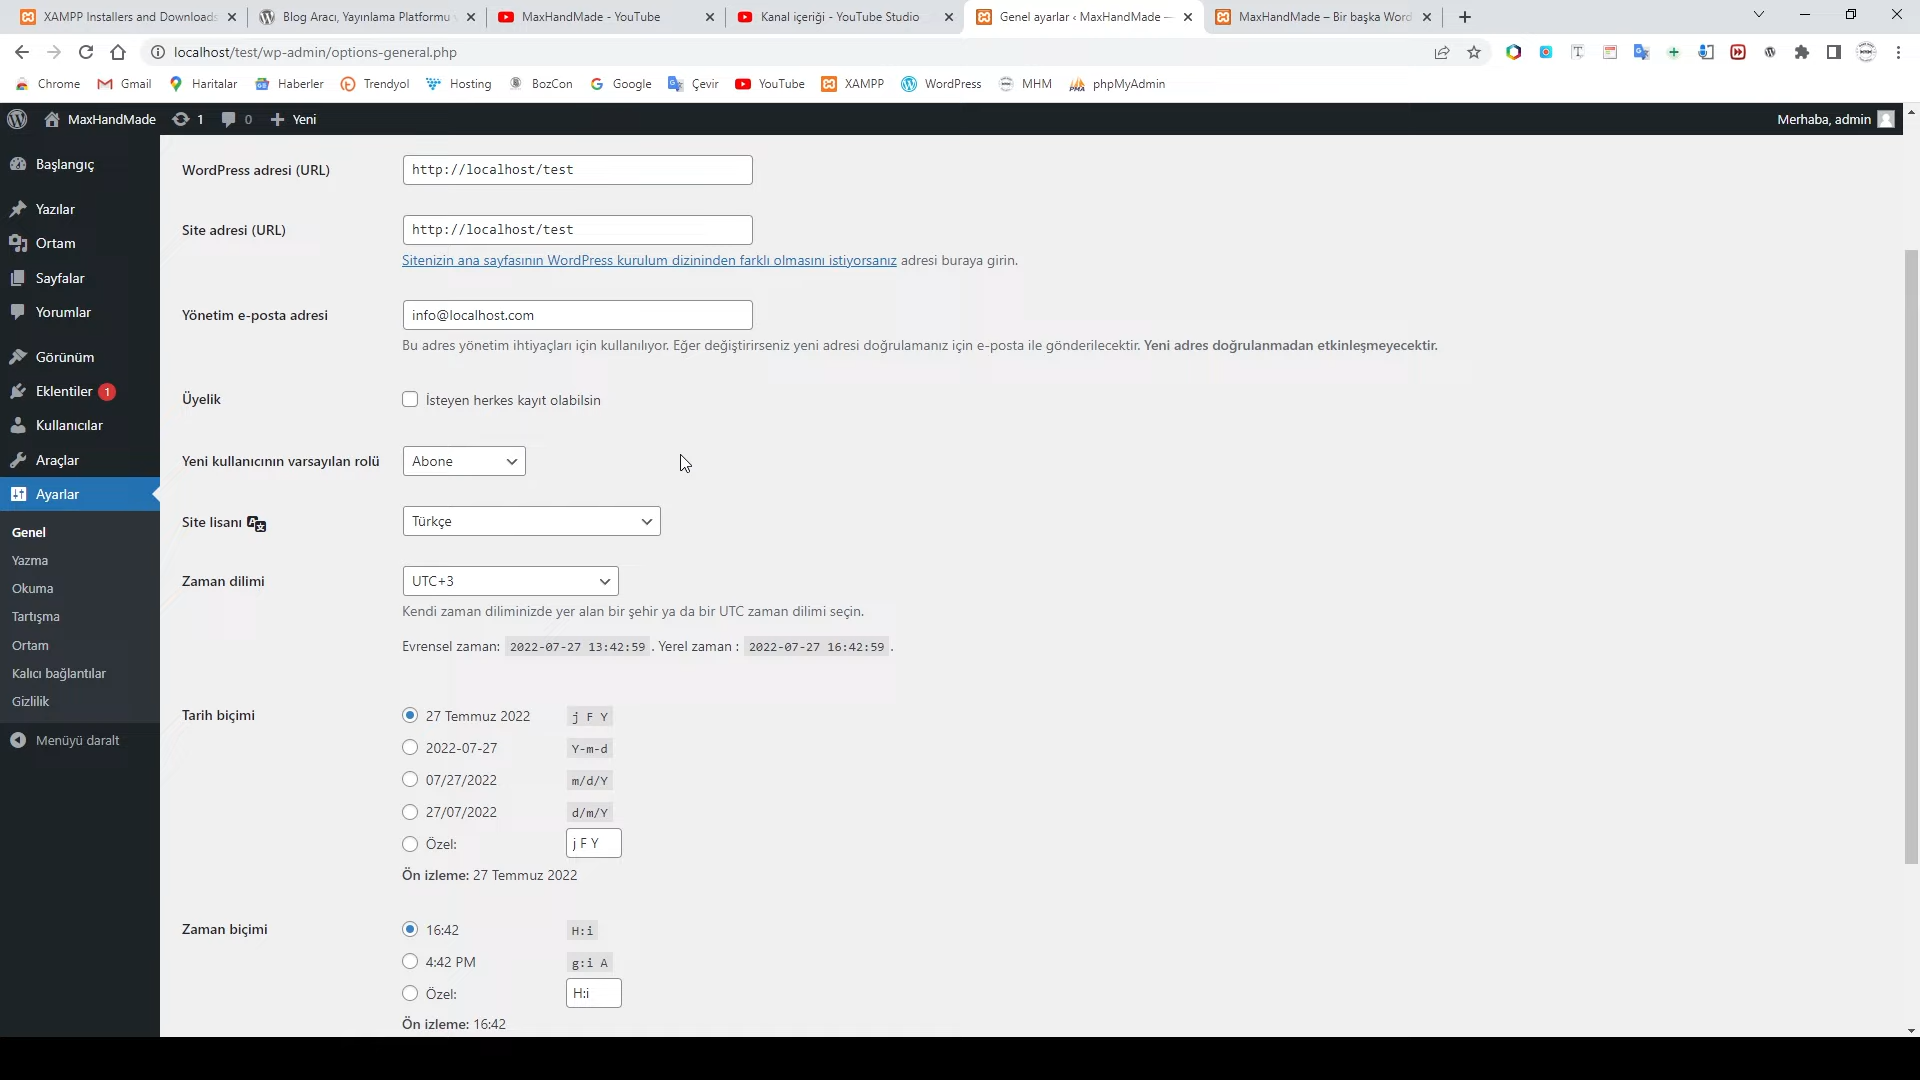 XAMPP Installers and Downloads
Blog Aracı, Yayınlama Platformu v
MaxHandMade - YouTube
Kanal içeriği - YouTube Studio
Genel ayarlar ‹ MaxHandMade —
MaxHandMade – Bir başka Word
localhost/test/wp-admin/options-general.php
Chrome
Gmail
Haritalar
Haberler
Trendyol
Hosting
BozCon
Google
Çevir
YouTube
XAMPP
WordPress
MHM
phpMyAdmin
MaxHandMade
1
0
Yeni
Merhaba, admin
Başlangıç
Yazılar
Ortam
Sayfalar
Yorumlar
Görünüm
Eklentiler 1
Kullanıcılar
Araçlar
Ayarlar
Genel
Yazma
Okuma
Tartışma
Ortam
Kalıcı bağlantılar
Gizlilik
Menüyü daralt
WordPress adresi (URL)
http://localhost/test
Site adresi (URL)
http://localhost/test
Sitenizin ana sayfasının WordPress kurulum dizininden farklı olmasını istiyorsanız adresi buraya girin.
Yönetim e-posta adresi
info@localhost.com
Bu adres yönetim ihtiyaçları için kullanılıyor. Eğer değiştirirseniz yeni adresi doğrulamanız için e-posta ile gönderilecektir. Yeni adres doğrulanmadan etkinleşmeyecektir.
Üyelik
İsteyen herkes kayıt olabilsin
Yeni kullanıcının varsayılan rolü
Abone
Site lisanı
Türkçe
Zaman dilimi
UTC+3
Kendi zaman diliminizde yer alan bir şehir ya da bir UTC zaman dilimi seçin.
Evrensel zaman: 2022-07-27 13:42:59 . Yerel zaman : 2022-07-27 16:42:59 .
Tarih biçimi
27 Temmuz 2022 j F Y
2022-07-27 Y-m-d
07/27/2022 m/d/Y
27/07/2022 d/m/Y
Özel: j F Y
Ön izleme: 27 Temmuz 2022
Zaman biçimi
16:42 H:i
4:42 PM g:i A
Özel: H:i
Ön izleme: 16:42